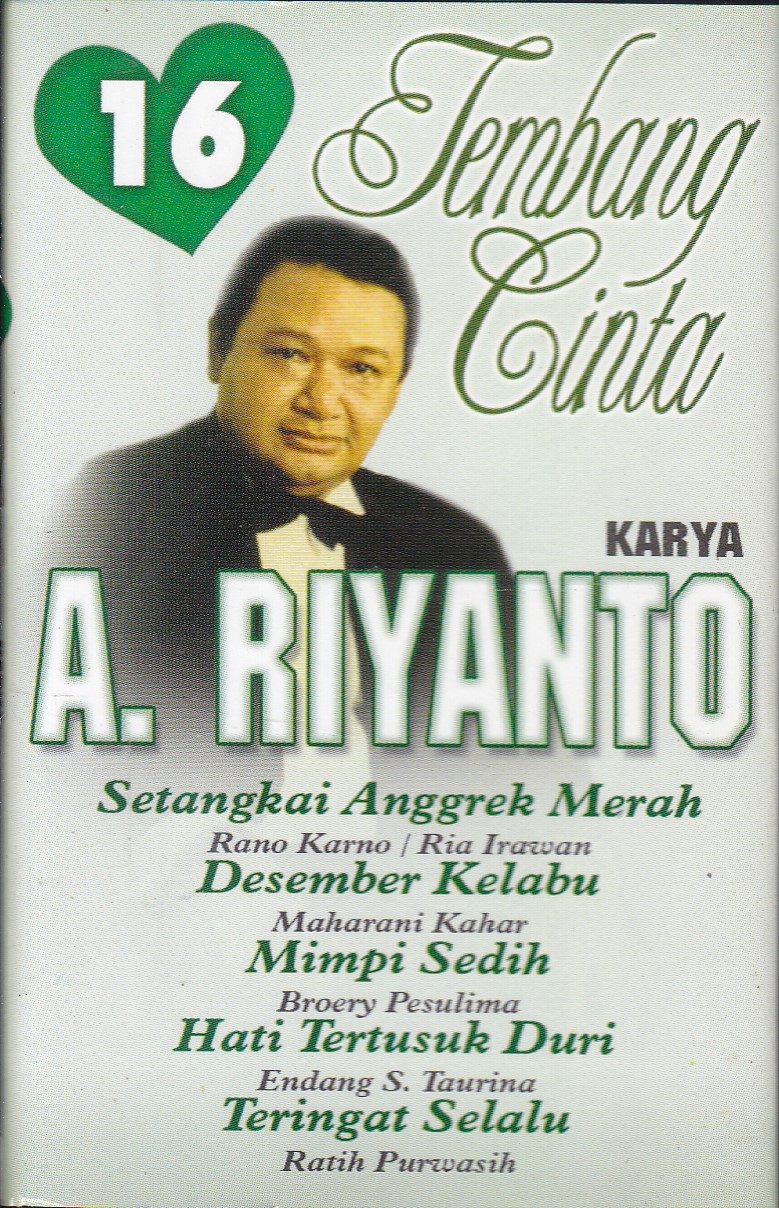 16
Tembang
Cinta
KARYA
A. RIYANTO
Setangkai Anggrek Merah
Rano Karno / Ria Irawan
Desember Kelabu
Maharani Kahar
Mimpi Sedih
Broery Pesulima
Hati Tertusuk Duri
Endang S. Taurina
Teringat Selalu
Ratih Purwasih